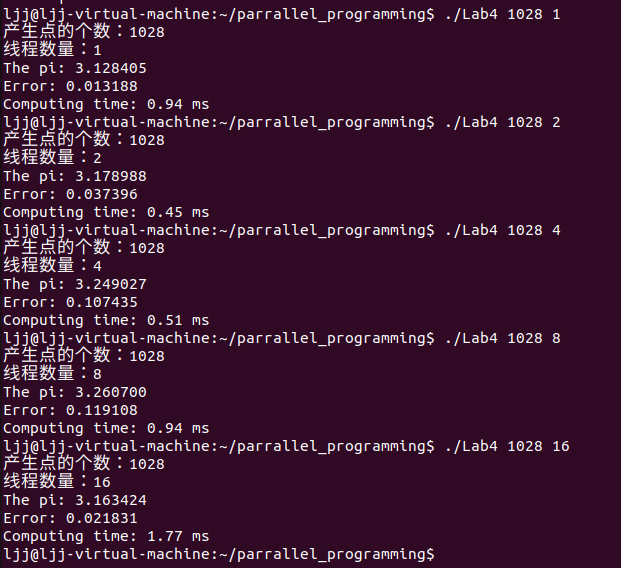 ljj@ljj-virtual-machine:~/parrallel_programming$ ./Lab4 1028 1
产生点的个数：1028
线程数量：1
The pi: 3.128405
Error: 0.013188
Computing time: 0.94 ms
ljj@ljj-virtual-machine:~/parrallel_programming$ ./Lab4 1028 2
产生点的个数：1028
线程数量：2
The pi: 3.178988
Error: 0.037396
Computing time: 0.45 ms
ljj@ljj-virtual-machine:~/parrallel_programming$ ./Lab4 1028 4
产生点的个数：1028
线程数量：4
The pi: 3.249027
Error: 0.107435
Computing time: 0.51 ms
ljj@ljj-virtual-machine:~/parrallel_programming$ ./Lab4 1028 8
产生点的个数：1028
线程数量：8
The pi: 3.260700
Error: 0.119108
Computing time: 0.94 ms
ljj@ljj-virtual-machine:~/parrallel_programming$ ./Lab4 1028 16
产生点的个数：1028
线程数量：16
The pi: 3.163424
Error: 0.021831
Computing time: 1.77 ms
ljj@ljj-virtual-machine:~/parrallel_programming$